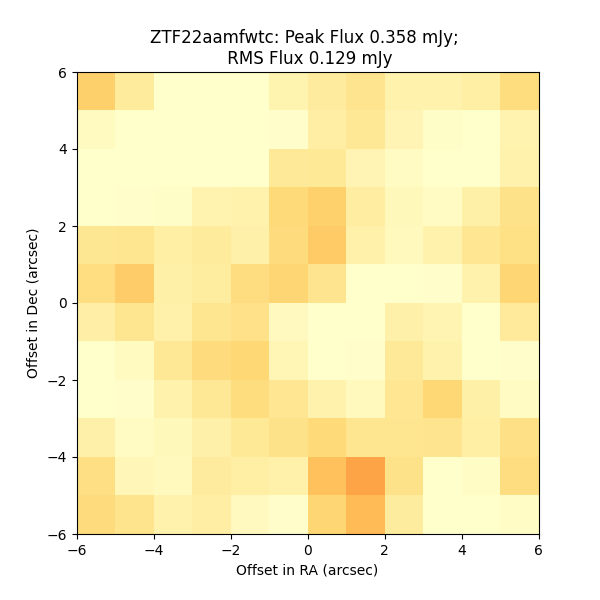 ZTF22aamfwtc: Peak Flux 0.358 mJy;
RMS Flux 0.129 mJy
6
4
2
0
−2
−4
−6
Offset in Dec (arcsec)
−6 −4 −2 0 2 4 6
Offset in RA (arcsec)